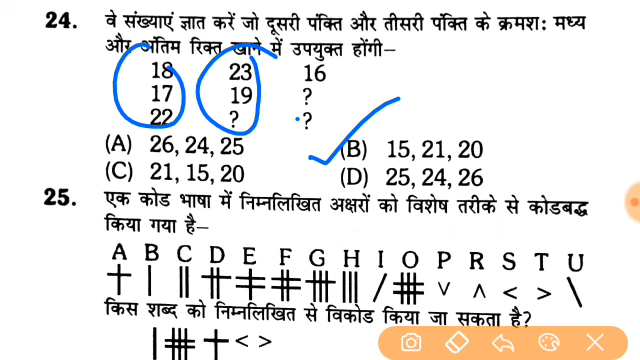 24. वे संख्याएं ज्ञात करें जो दूसरी पंक्ति और तीसरी पंक्ति के क्रमश: मध्य
और अंतिम रिक्त खाने में उपयुक्त होंगी–
18 23 16
17 19 ?
22 ? ?
(A) 26, 24, 25 (B) 15, 21, 20
(C) 21, 15, 20 (D) 25, 24, 26
25. एक कोड भाषा में निम्नलिखित अक्षरों को विशेष तरीके से कोडबद्ध
किया गया है–
A B C D E F G H I O P R S T U
किस शब्द को निम्नलिखित से विकोड किया जा सकता है?